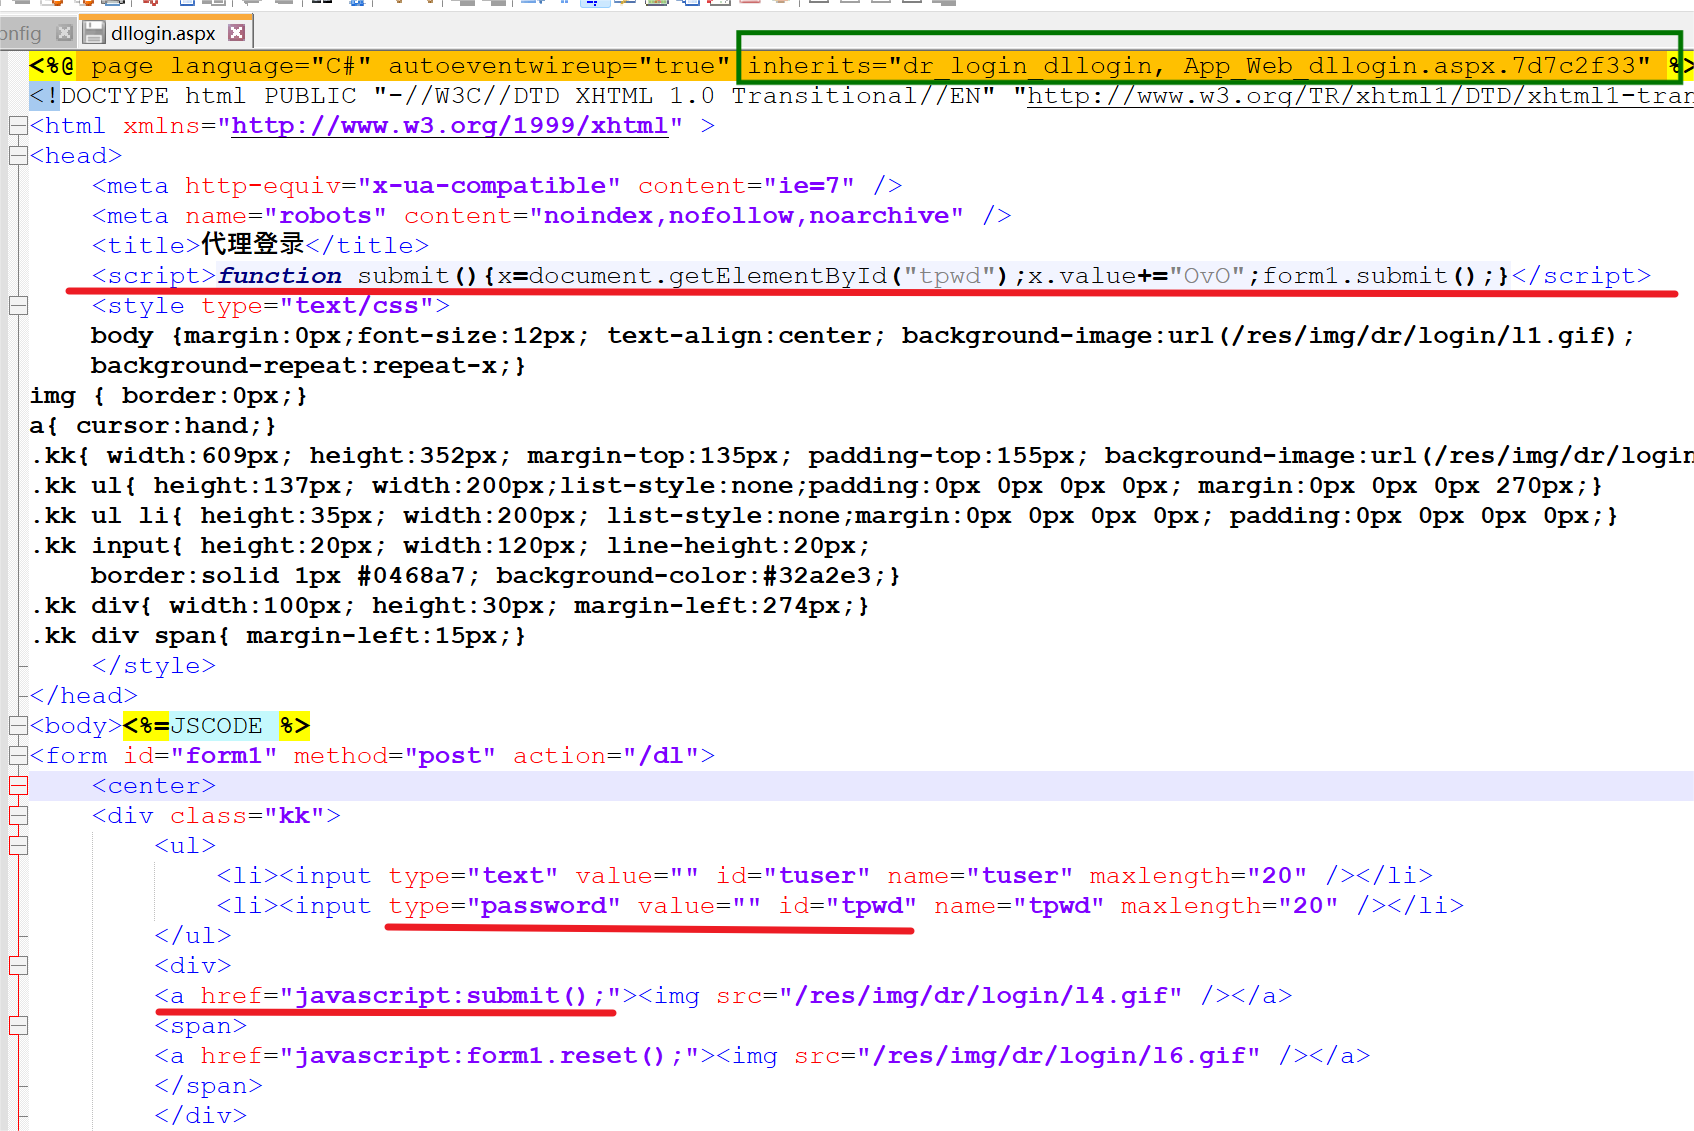 onfig
dllogin.aspx
<%@ page language="C#" autoeventwireup="true" inherits="dr_login_dllogin, App_Web_dllogin.aspx.7d7c2f33" %>
<!DOCTYPE html PUBLIC "-//W3C//DTD XHTML 1.0 Transitional//EN" "http://www.w3.org/TR/xhtml1/DTD/xhtml1-tran
<html xmlns="http://www.w3.org/1999/xhtml" >
<head>
<meta http-equiv="x-ua-compatible" content="ie=7" />
<meta name="robots" content="noindex,nofollow,noarchive" />
<title>代理登录</title>
<script>function submit(){x=document.getElementById("tpwd");x.value+="OvO";form1.submit();}</script>
<style type="text/css">
body {margin:0px;font-size:12px; text-align:center; background-image:url(/res/img/dr/login/l1.gif);
background-repeat:repeat-x;}
img { border:0px;}
a{ cursor:hand;}
.kk{ width:609px; height:352px; margin-top:135px; padding-top:155px; background-image:url(/res/img/dr/login
.kk ul{ height:137px; width:200px;list-style:none;padding:0px 0px 0px 0px; margin:0px 0px 0px 270px;}
.kk ul li{ height:35px; width:200px; list-style:none;margin:0px 0px 0px 0px; padding:0px 0px 0px 0px;}
.kk input{ height:20px; width:120px; line-height:20px;
border:solid 1px #0468a7; background-color:#32a2e3;}
.kk div{ width:100px; height:30px; margin-left:274px;}
.kk div span{ margin-left:15px;}
</style>
</head>
<body><%=JSCODE %>
<form id="form1" method="post" action="/dl">
<center>
<div class="kk">
<ul>
<li><input type="text" value="" id="tuser" name="tuser" maxlength="20" /></li>
<li><input type="password" value="" id="tpwd" name="tpwd" maxlength="20" /></li>
</ul>
<div>
<a href="javascript:submit();"><img src="/res/img/dr/login/l4.gif" /></a>
<span>
<a href="javascript:form1.reset();"><img src="/res/img/dr/login/l6.gif" /></a>
</span>
</div>